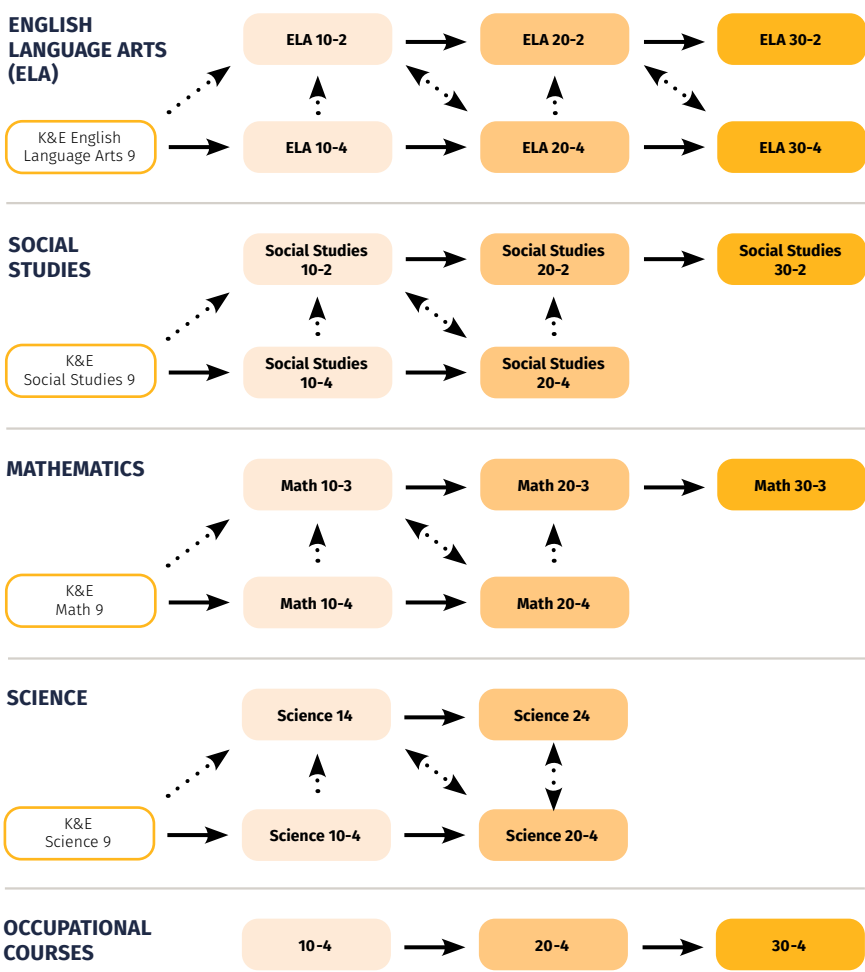 ENGLISH
LANGUAGE ARTS
(ELA)
ELA 10-2
ELA 20-2
ELA 30-2
K&E English
Language Arts 9
ELA 10-4
ELA 20-4
ELA 30-4
SOCIAL
STUDIES
Social Studies
10-2
Social Studies
20-2
Social Studies
30-2
K&E
Social Studies 9
Social Studies
10-4
Social Studies
20-4
MATHEMATICS
Math 10-3
Math 20-3
Math 30-3
K&E
Math 9
Math 10-4
Math 20-4
SCIENCE
Science 14
Science 24
K&E
Science 9
Science 10-4
Science 20-4
OCCUPATIONAL
COURSES
10-4
20-4
30-4